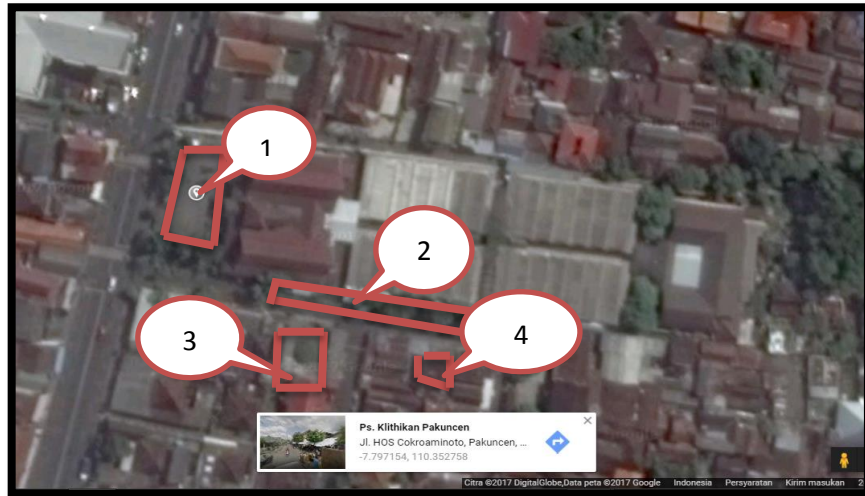 1
2
3
4
Ps. Klithikan Pakuncen
Jl. HOS Cokroaminoto, Pakuncen, ...
-7.797154, 110.352758
Citra ©2017 DigitalGlobe,Data peta ©2017 Google Indonesia Persyaratan Kirim masukan 2